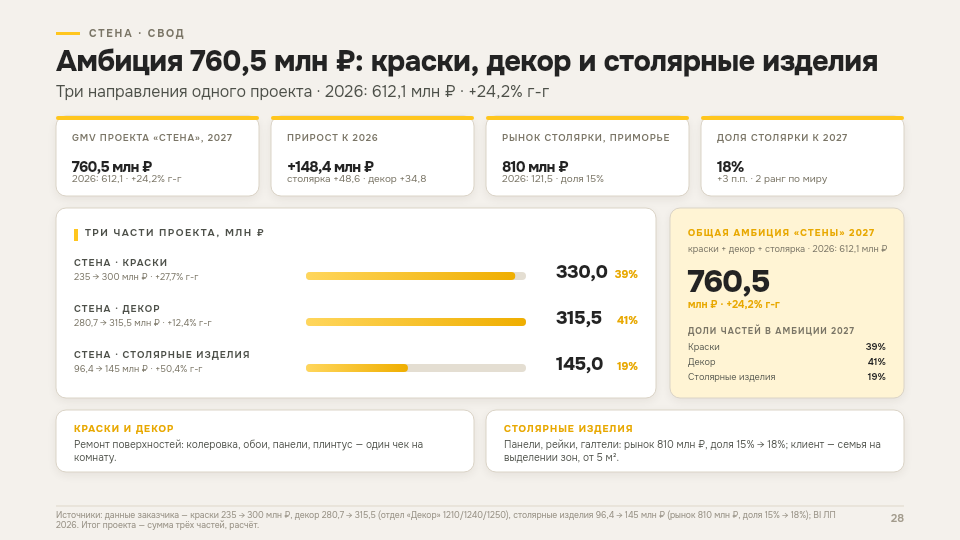 СТЕНА · СВОД
Амбиция 760,5 млн ₽: краски, декор и столярные изделия
Три направления одного проекта · 2026: 612,1 млн ₽ · +24,2% г-г
GMV ПРОЕКТА «СТЕНА», 2027
760,5 млн ₽
2026: 612,1 · +24,2% г-г
ПРИРОСТ К 2026
+148,4 млн ₽
столярка +48,6 · декор +34,8
РЫНОК СТОЛЯРКИ, ПРИМОРЬЕ
810 млн ₽
2026: 121,5 · доля 15%
ДОЛЯ СТОЛЯРКИ К 2027
18%
+3 п.п. · 2 ранг по миру
ТРИ ЧАСТИ ПРОЕКТА, МЛН ₽
СТЕНА · КРАСКИ
235 → 300 млн ₽ · +27,7% г-г
330,0 39%
СТЕНА · ДЕКОР
280,7 → 315,5 млн ₽ · +12,4% г-г
315,5 41%
СТЕНА · СТОЛЯРНЫЕ ИЗДЕЛИЯ
96,4 → 145 млн ₽ · +50,4% г-г
145,0 19%
ОБЩАЯ АМБИЦИЯ «СТЕНЫ» 2027
краски + декор + столярка · 2026: 612,1 млн ₽
760,5
млн ₽ · +24,2% г-г
ДОЛИ ЧАСТЕЙ В АМБИЦИИ 2027
Краски 39%
Декор 41%
Столярные изделия 19%
КРАСКИ И ДЕКОР
Ремонт поверхностей: колеровка, обои, панели, плинтус — один чек на
комнату.
СТОЛЯРНЫЕ ИЗДЕЛИЯ
Панели, рейки, галтели: рынок 810 млн ₽, доля 15% → 18%; клиент — семья на
выделении зон, от 5 м².
Источники: данные заказчика — краски 235 → 300 млн ₽, декор 280,7 → 315,5 (отдел «Декор» 1210/1240/1250), столярные изделия 96,4 → 145 млн ₽ (рынок 810 млн ₽, доля 15% → 18%); BI ЛП
2026. Итог проекта — сумма трёх частей, расчёт.
28